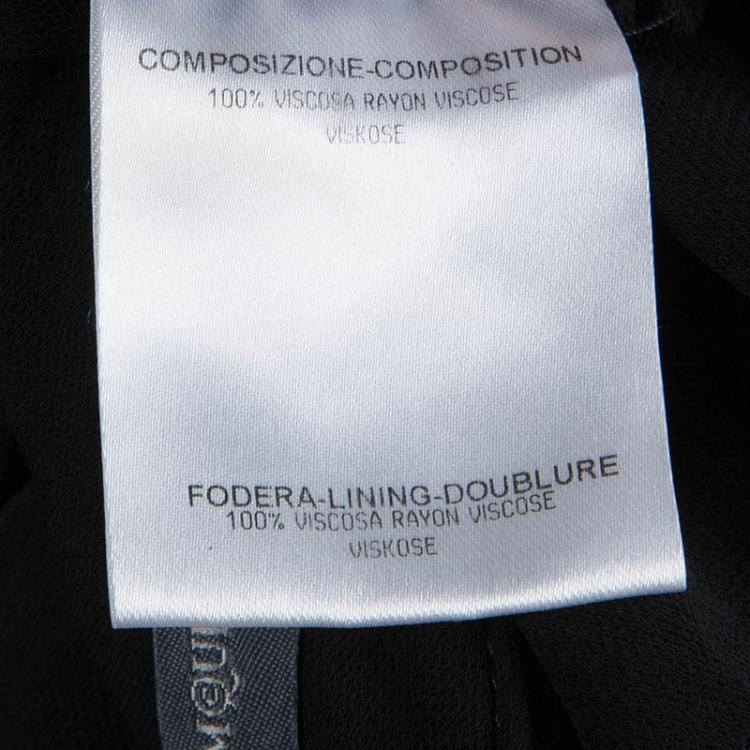 COMPOSIZIONE-COMPOSITION
100% VISCOSA RAYON VISCOSE
VISKOSE
FODERA-LINING-DOUBLURE
100% VISCOSA RAYON VISCOSE
VISKOSE